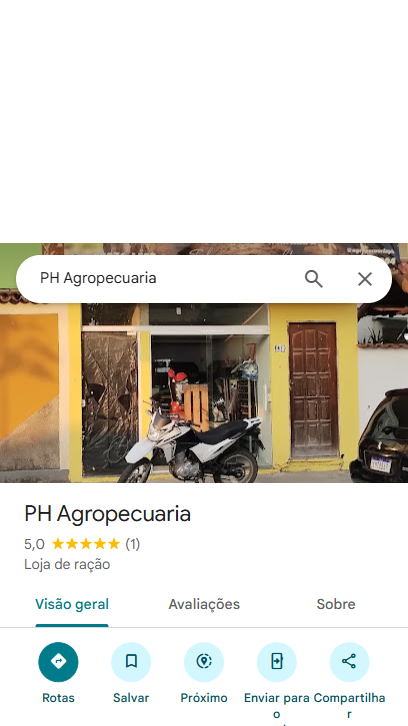 PH Agropecuaria
PH Agropecuaria
5,0 (1)
Loja de ração
Visão geral Avaliações Sobre
Rotas Salvar Próximo Enviar para o Compartilhar